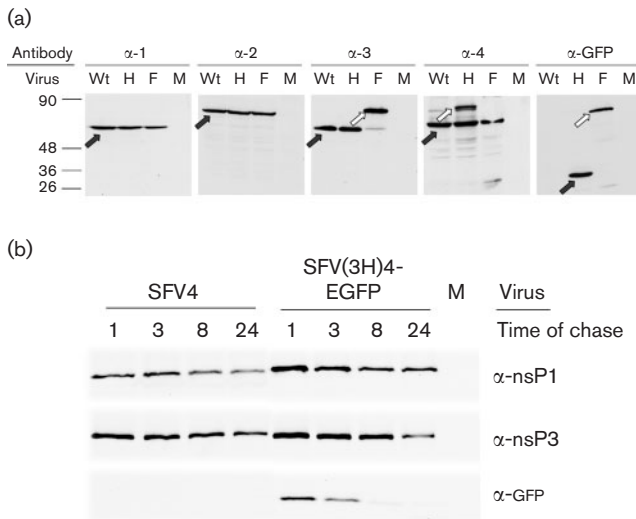 (a)
Antibody α-1 α-2 α-3 α-4 α-GFP
Virus Wt H F M Wt H F M Wt H F M Wt H F M Wt H F M
90
48
36
26
(b)
SFV4 SFV(3H)4-EGFP M Virus
1 3 8 24 1 3 8 24 Time of chase
α-nsP1
α-nsP3
α-GFP